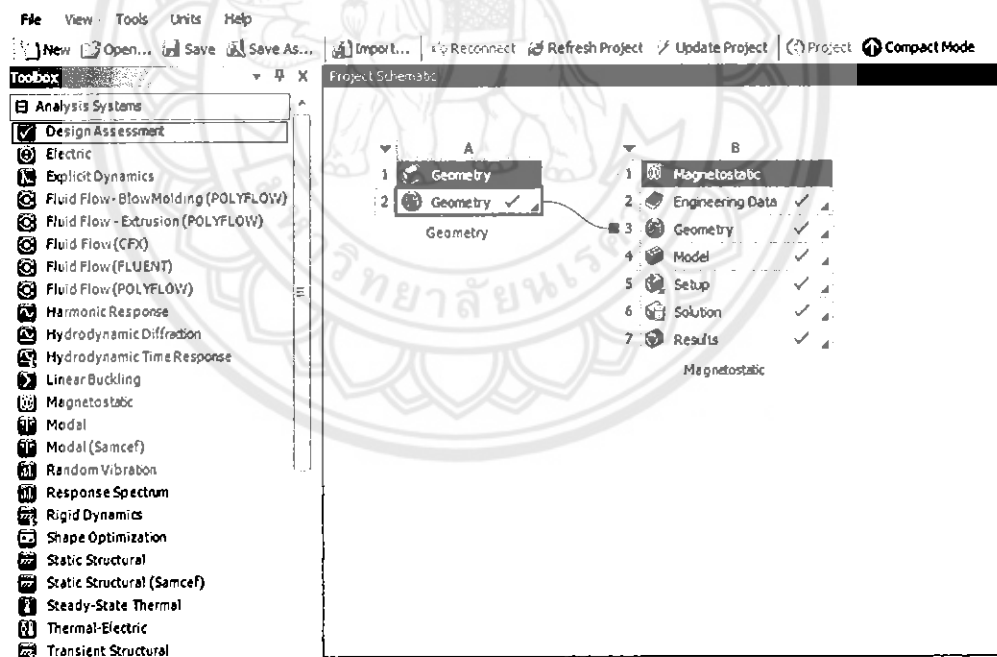 File View Tools Units Help
New Open... Save Save As... Import... Reconnect Refresh Project Update Project Project Compact Mode
Toolbox
Project Schematic
Analysis Systems
Design Assessment
Electric
Explicit Dynamics
Fluid Flow - BlowMolding (POLYFLOW)
Fluid Flow - Extrusion (POLYFLOW)
Fluid Flow (CFX)
Fluid Flow (FLUENT)
Fluid Flow (POLYFLOW)
Harmonic Response
Hydrodynamic Diffraction
Hydrodynamic Time Response
Linear Buckling
Magnetostatic
Modal
Modal (Samcef)
Random Vibration
Response Spectrum
Rigid Dynamics
Shape Optimization
Static Structural
Static Structural (Samcef)
Steady-State Thermal
Thermal-Electric
Transient Structural
A
1 Geometry
2 Geometry
Geometry
B
1 Magnetostatic
2 Engineering Data
3 Geometry
4 Model
5 Setup
6 Solution
7 Results
Magnetostatic